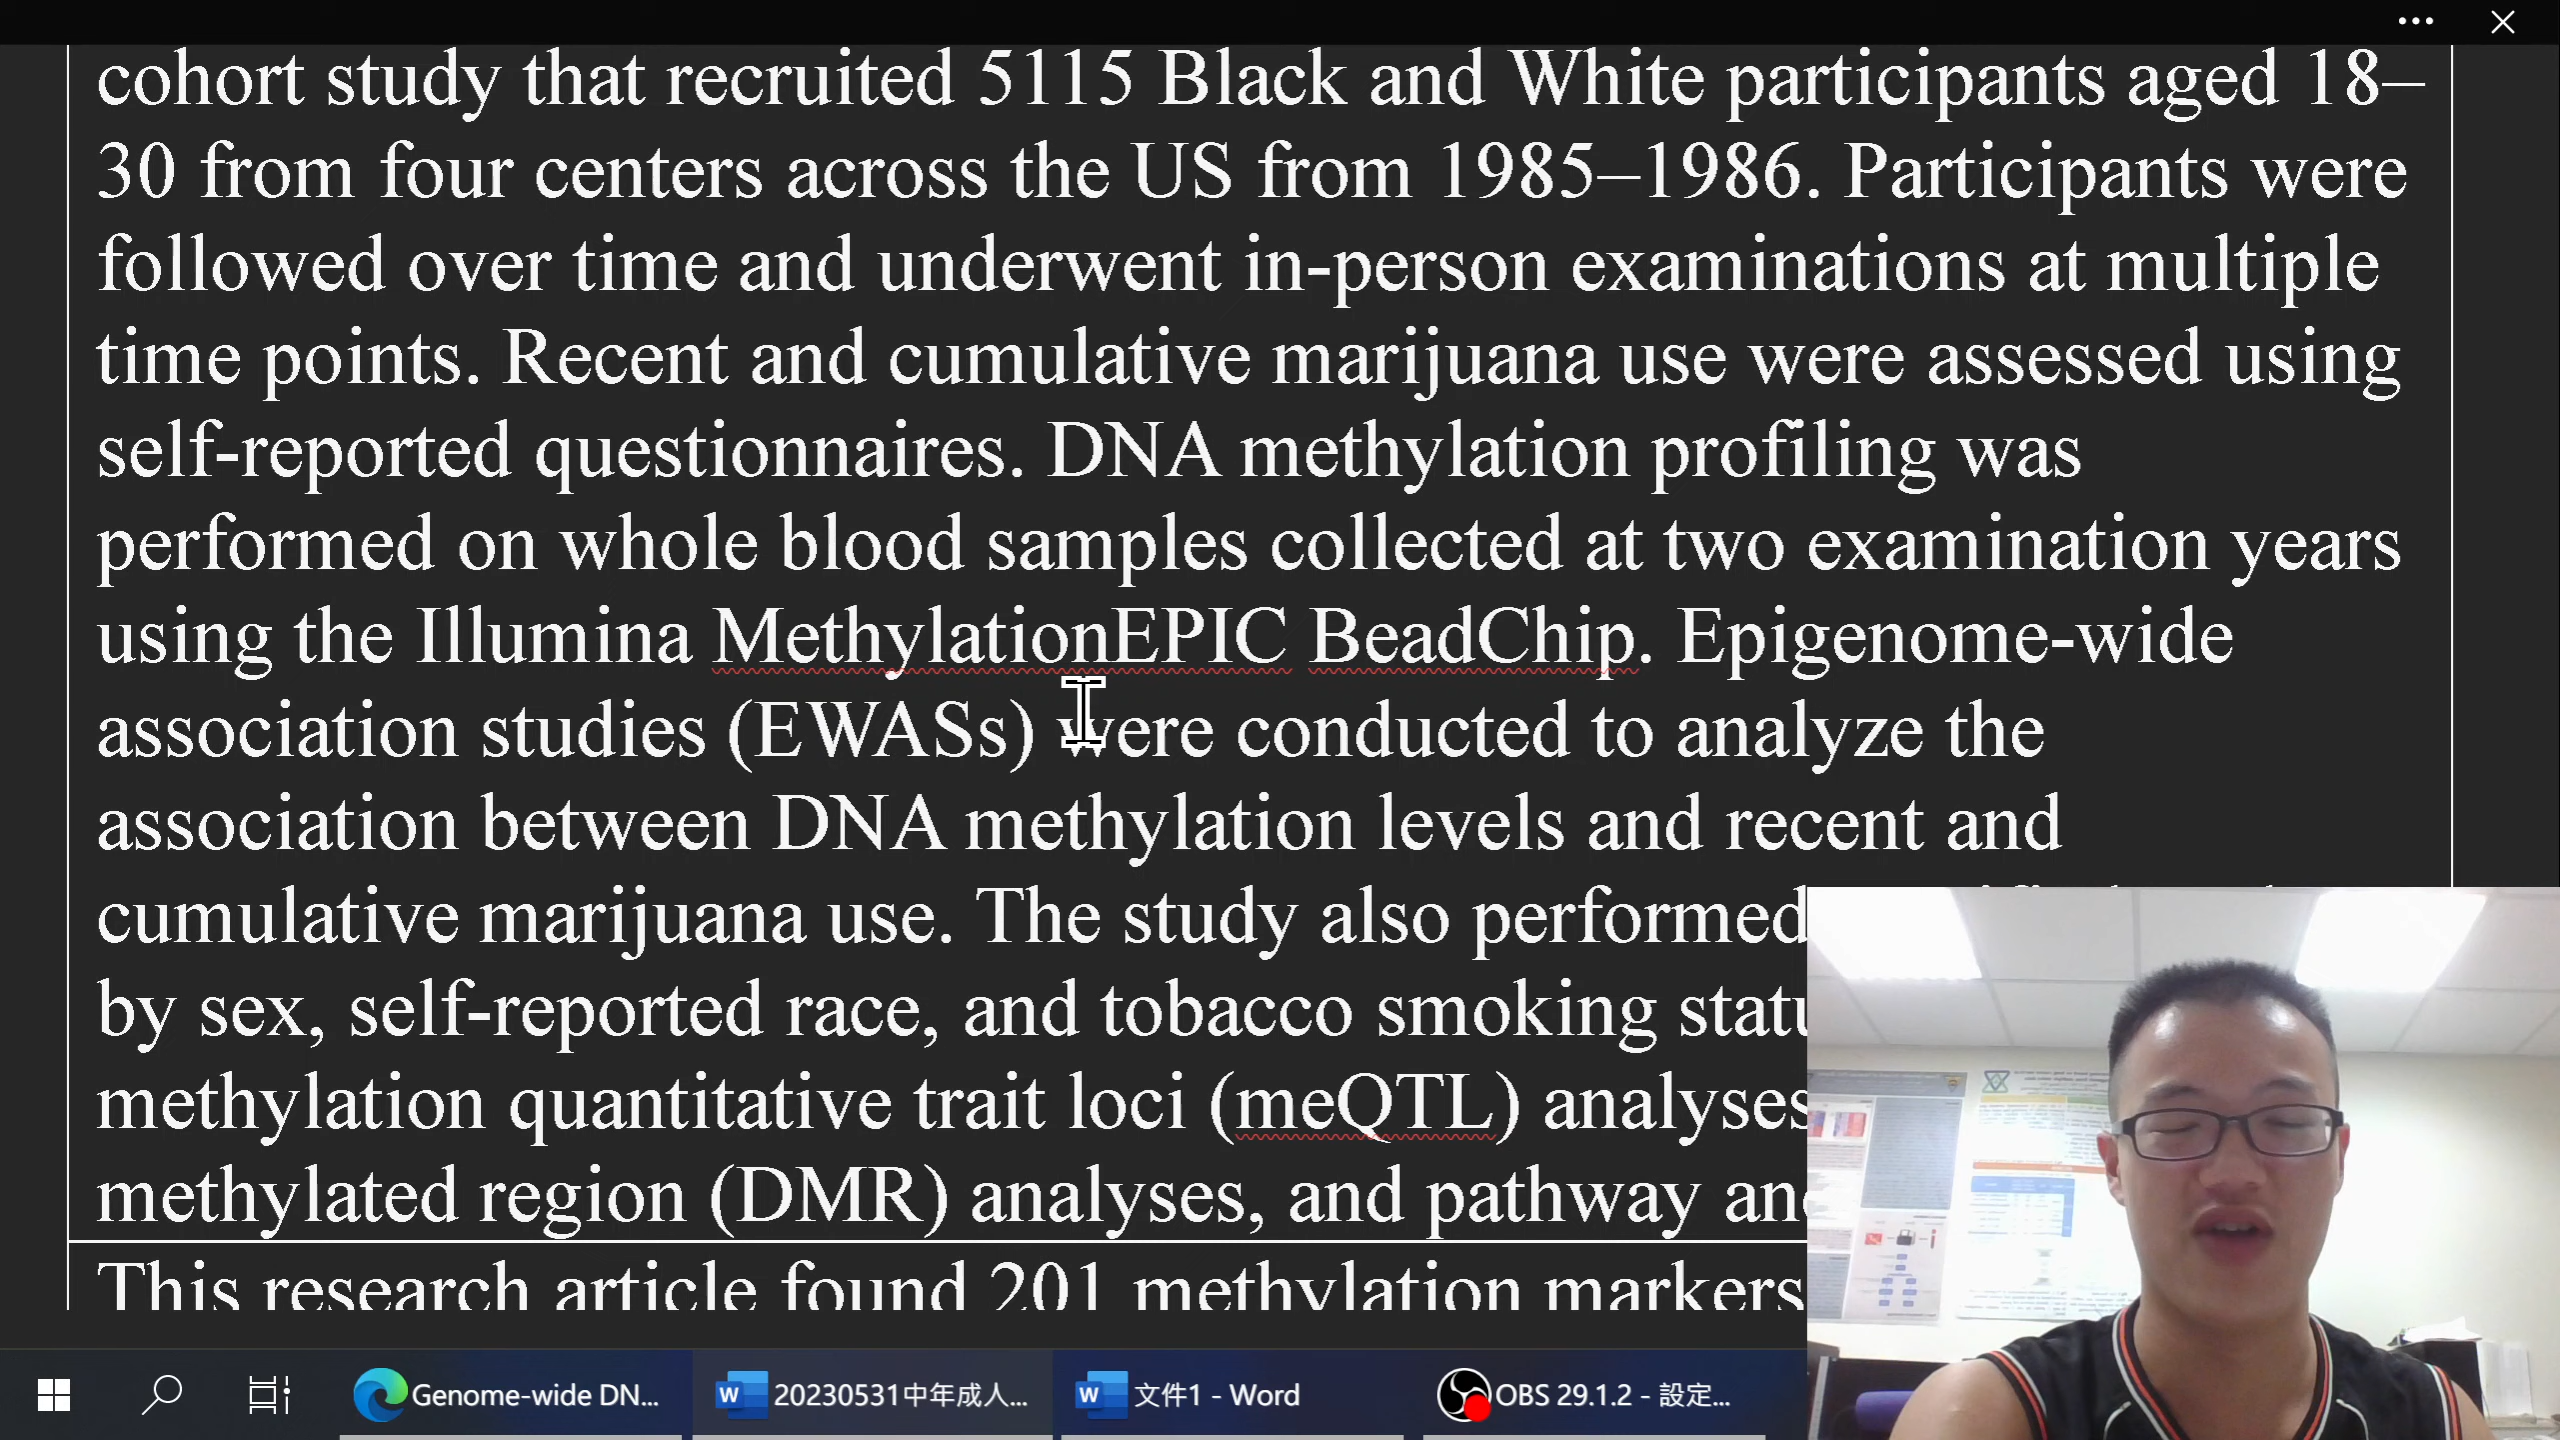 cohort study that recruited 5115 Black and White participants aged 18–
30 from four centers across the US from 1985–1986. Participants were
followed over time and underwent in-person examinations at multiple
time points. Recent and cumulative marijuana use were assessed using
self-reported questionnaires. DNA methylation profiling was
performed on whole blood samples collected at two examination years
using the Illumina MethylationEPIC BeadChip. Epigenome-wide
association studies (EWASs) were conducted to analyze the
association between DNA methylation levels and recent and
cumulative marijuana use. The study also performed
by sex, self-reported race, and tobacco smoking statu
methylation quantitative trait loci (meQTL) analyses
methylated region (DMR) analyses, and pathway and
This research article found 201 methylation markers
Genome-wide DN...
20230531中年成人...
文件1 - Word
OBS 29.1.2 - 設定...